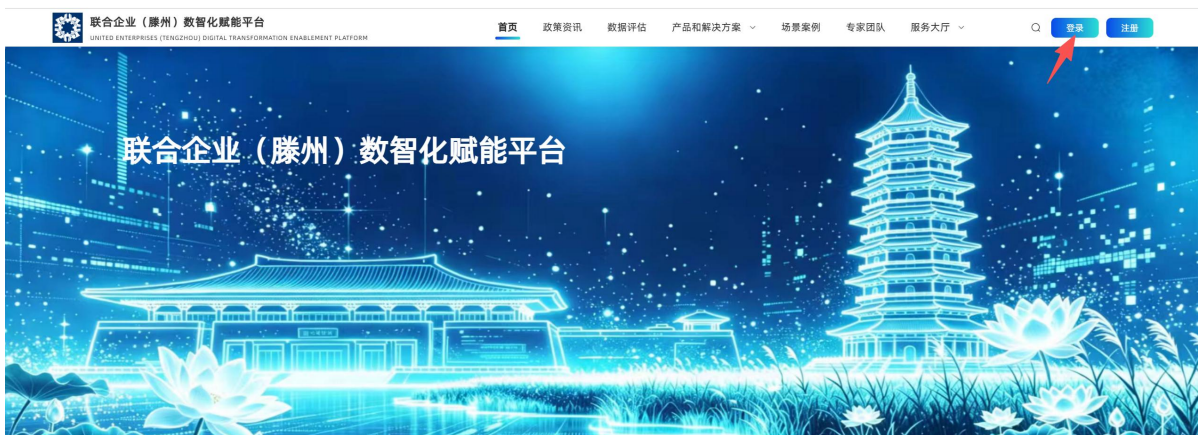 联合企业（滕州）数智化赋能平台
UNITED ENTERPRISES (TENGZHOU) DIGITAL TRANSFORMATION ENABLEMENT PLATFORM
首页 政策资讯 数据评估 产品和解决方案 场景案例 专家团队 服务大厅 登录 注册
联合企业（滕州）数智化赋能平台